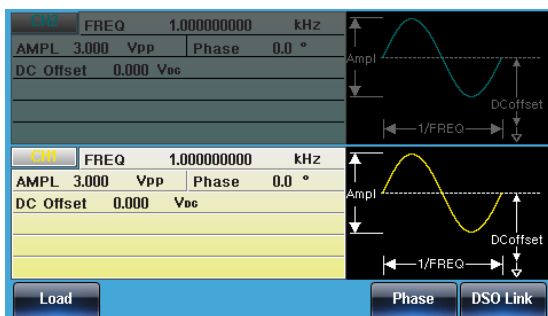 CH2 FREQ 1.000000000 kHz
AMPL 3.000 Vpp Phase 0.0 °
DC Offset 0.000 VDC
Ampl
DCoffset
1/FREQ
CH1 FREQ 1.000000000 kHz
AMPL 3.000 Vpp Phase 0.0 °
DC Offset 0.000 VDC
Ampl
DCoffset
1/FREQ
Load Phase DSO Link